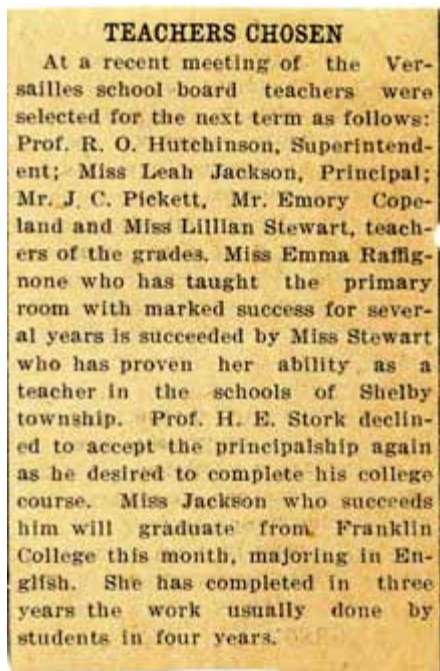 TEACHERS CHOSEN
At a recent meeting of the Ver-
sailles school board teachers were
selected for the next term as follows:
Prof. R. O. Hutchinson, Superintend-
ent; Miss Leah Jackson, Principal;
Mr. J. C. Pickett, Mr. Emory Cope-
land and Miss Lillian Stewart, teach-
ers of the grades. Miss Emma Raffig-
none who has taught the primary
room with marked success for sever-
al years is succeeded by Miss Stewart
who has proven her ability as a
teacher in the schools of Shelby
township. Prof. H. E. Stork declin-
ed to accept the principalship again
as he desired to complete his college
course. Miss Jackson who succeeds
him will graduate from Franklin
College this month, majoring in En-
glish. She has completed in three
years the work usually done by
students in four years.